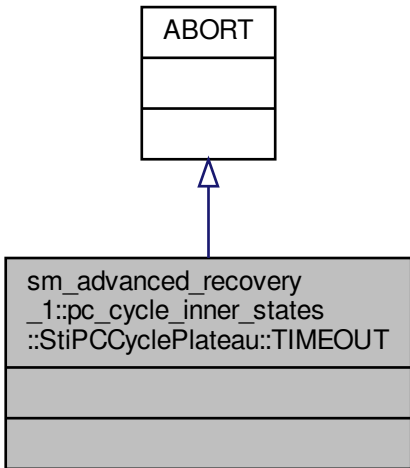 ABORT
sm_advanced_recovery
_1::pc_cycle_inner_states
::StiPCCyclePlateau::TIMEOUT